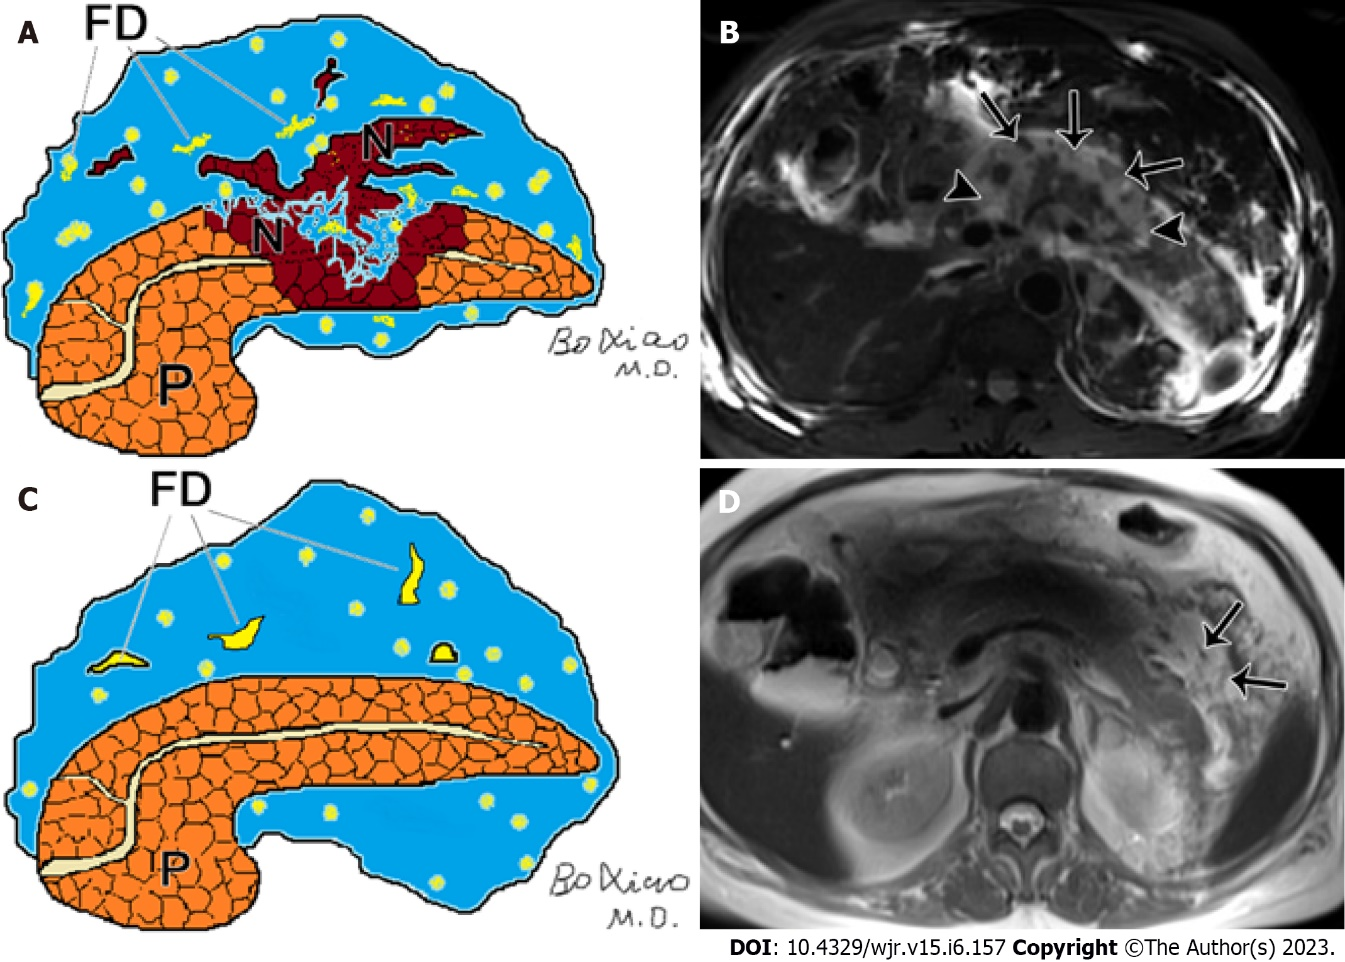 A
FD
N
N
P
Bo Xiao
M.D.
B
C
FD
P
Bo Xiao
M.D.
D
DOI: 10.4329/wjr.v15.i6.157 Copyright ©The Author(s) 2023.